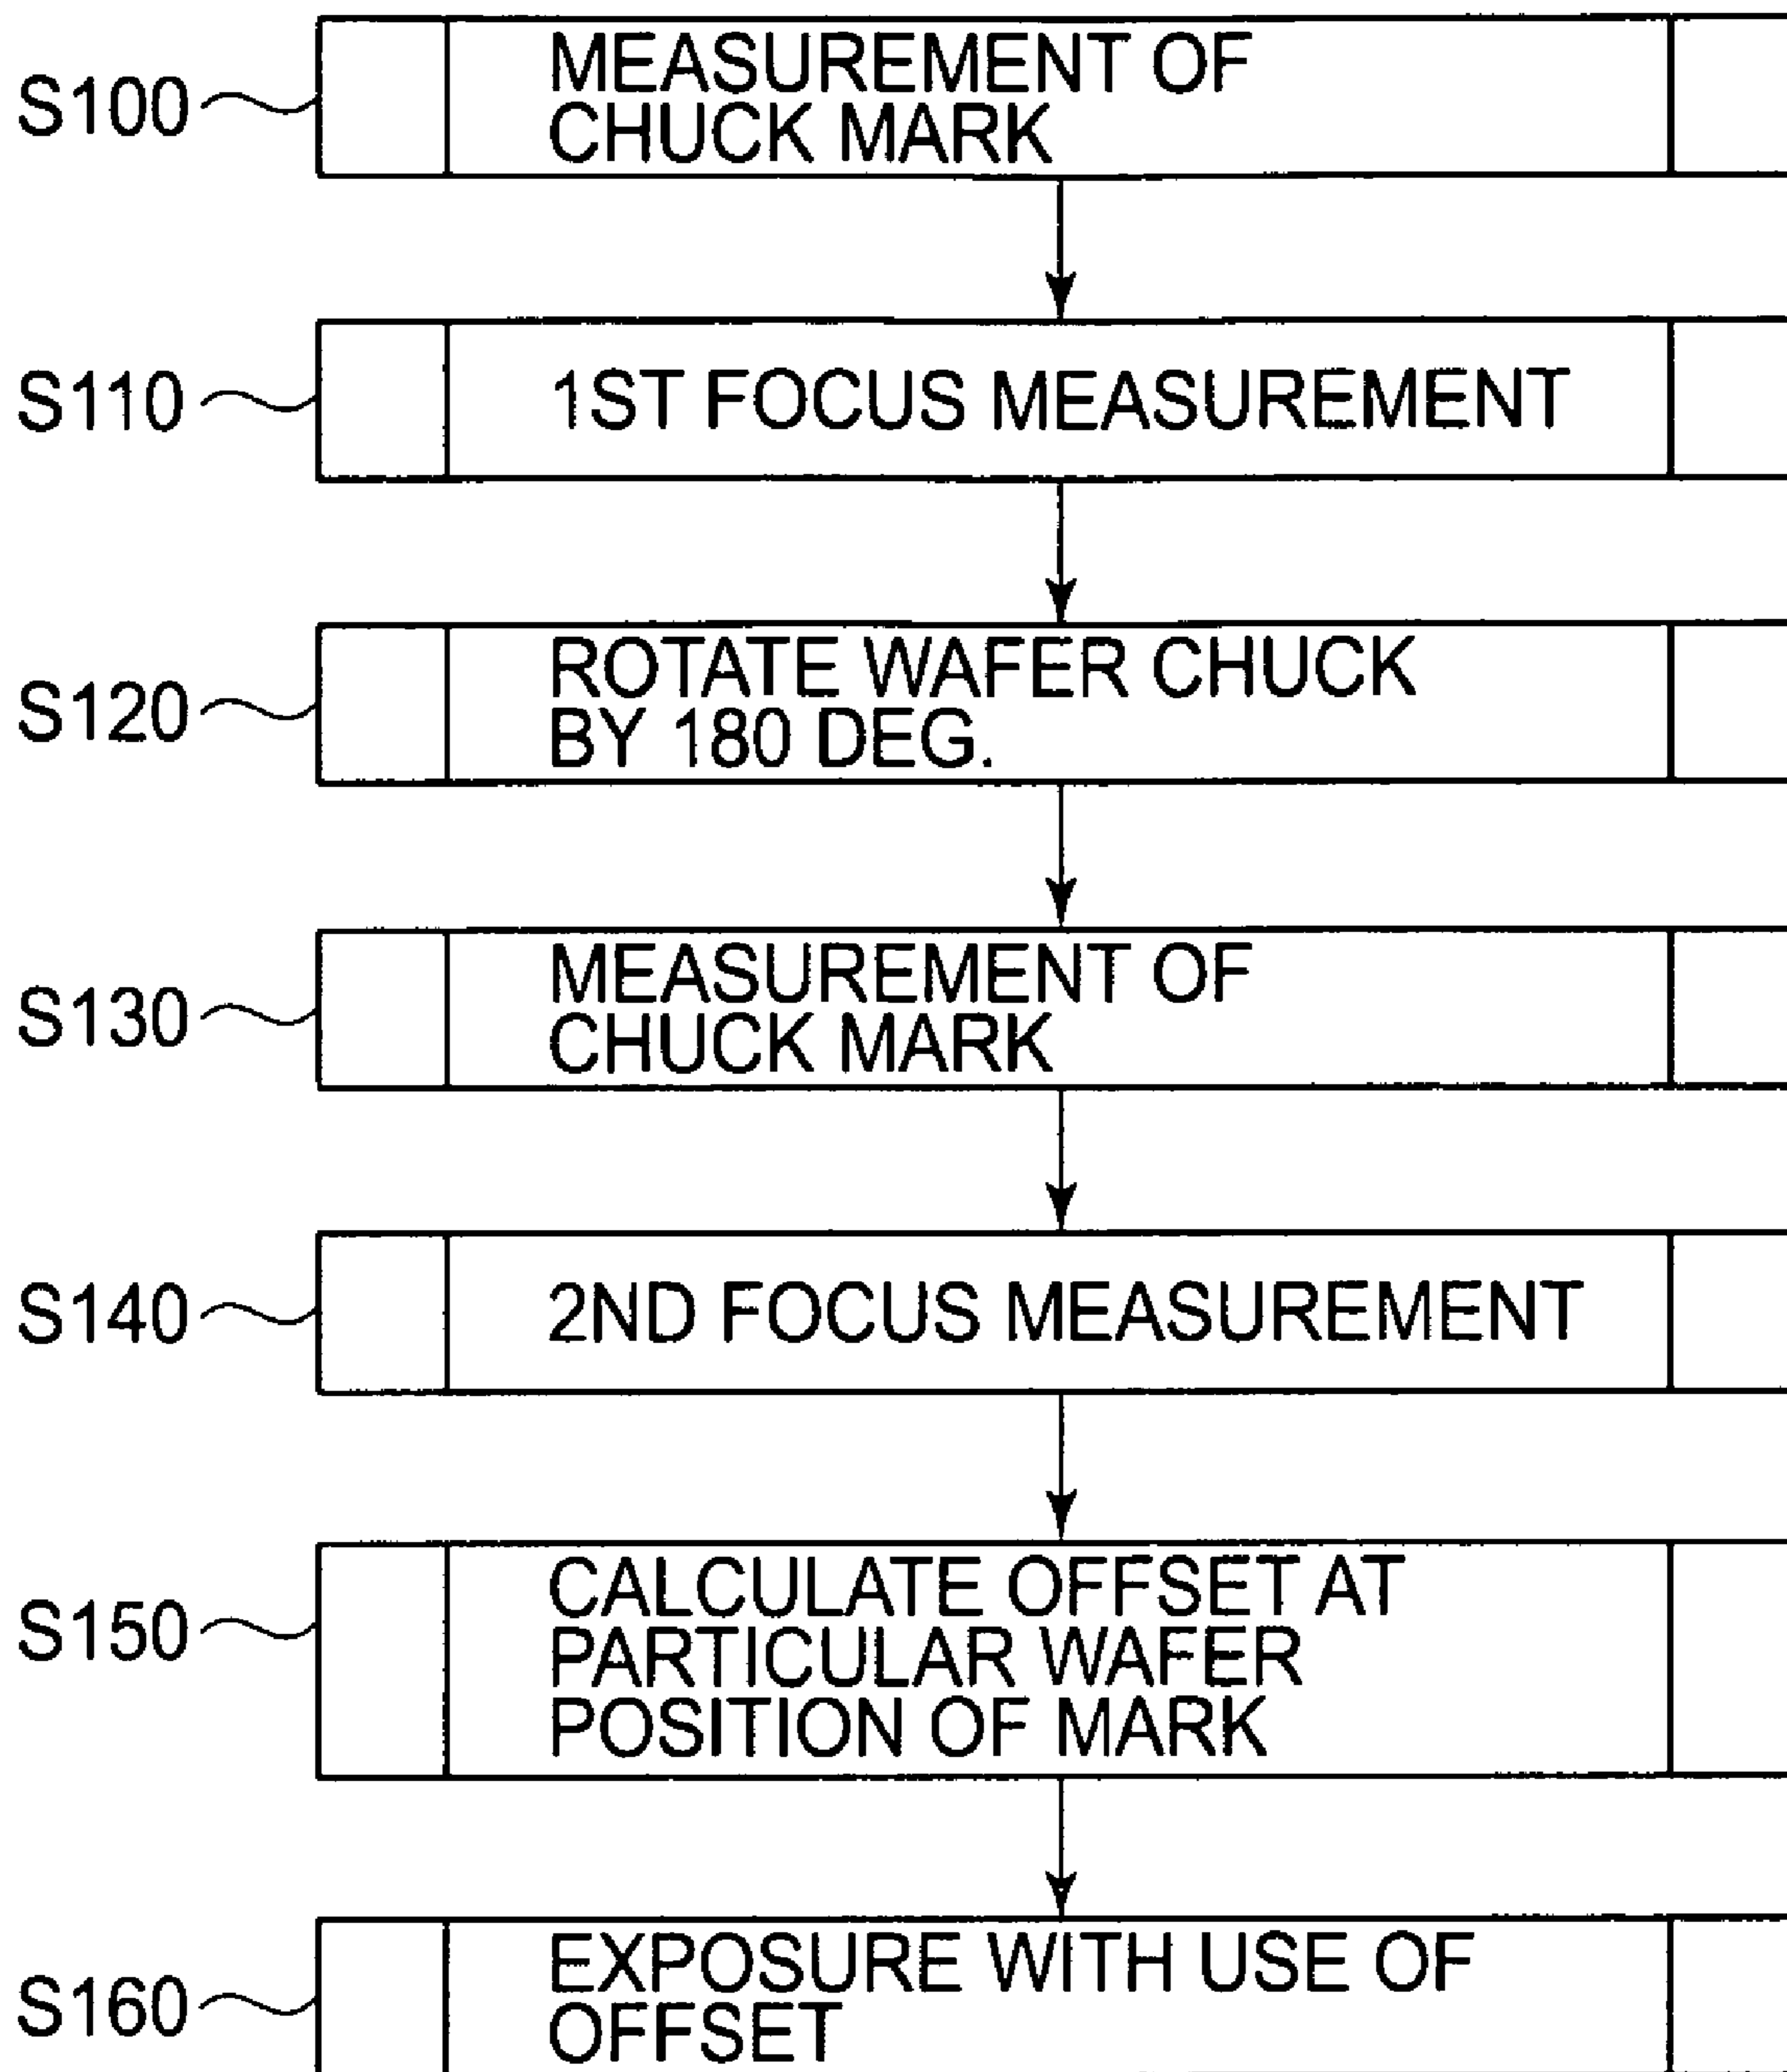 S100
MEASUREMENT OF
CHUCK MARK
S110
1ST FOCUS MEASUREMENT
S120
ROTATE WAFER CHUCK
BY 180 DEG.
S130
MEASUREMENT OF
CHUCK MARK
S140
2ND FOCUS MEASUREMENT
S150
CALCULATE OFFSET AT
PARTICULAR WAFER
POSITION OF MARK
S160
EXPOSURE WITH USE OF
OFFSET